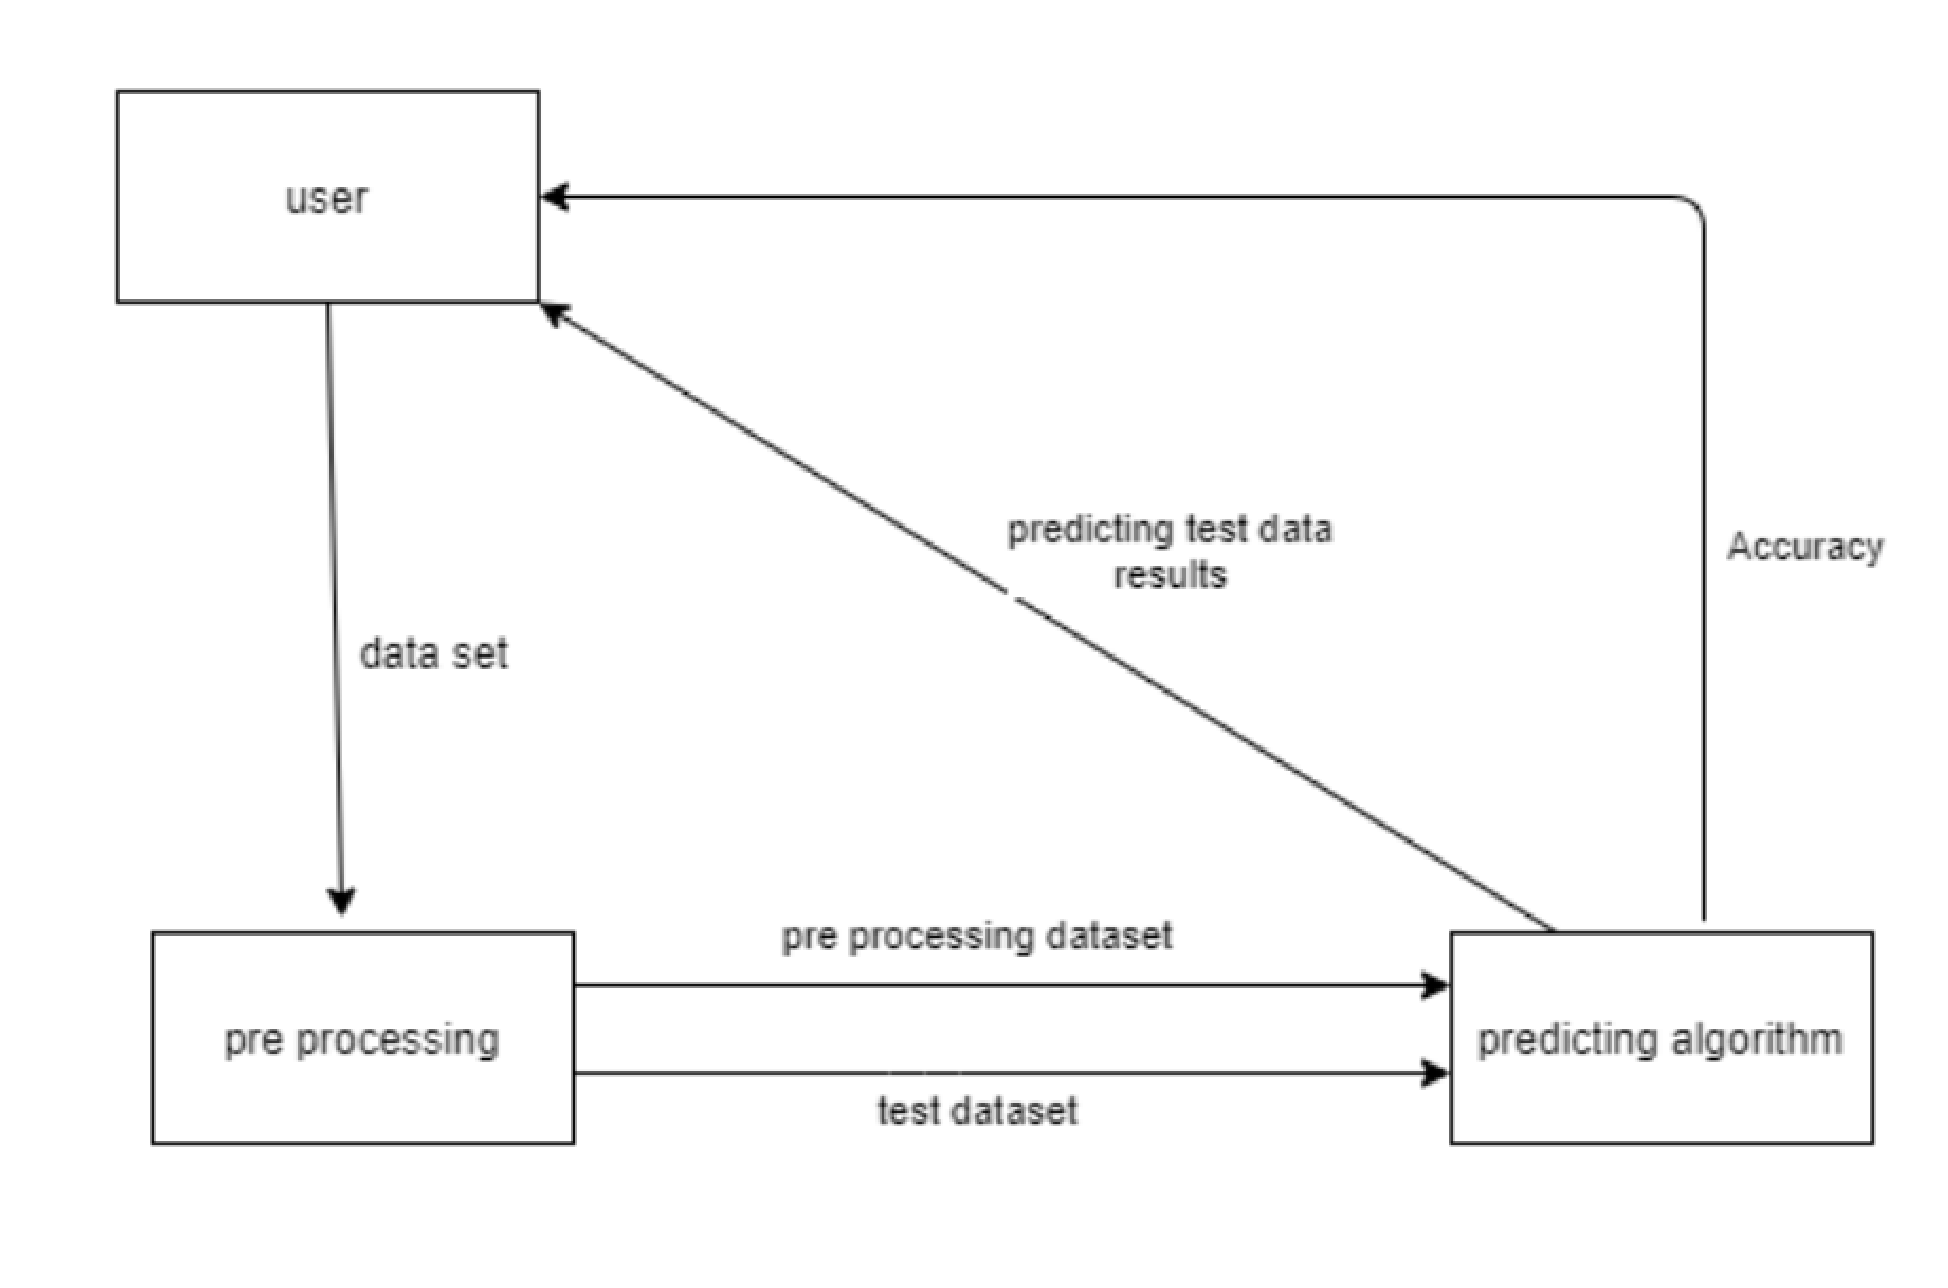 user
predicting test data
results
Accuracy
data set
pre processing dataset
pre processing
predicting algorithm
test dataset